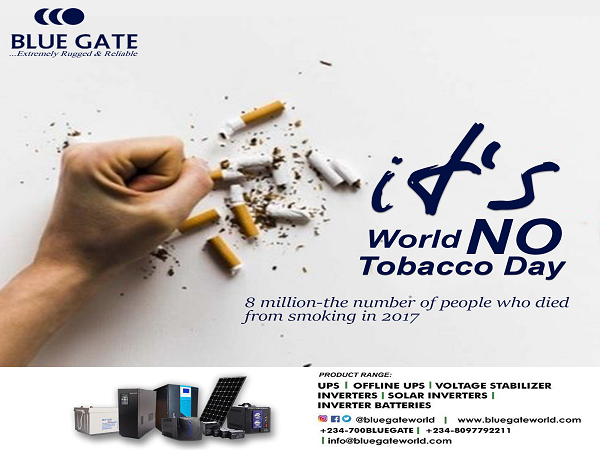 BLUE GATE
...Extremely Rugged & Reliable
it's
World NO
Tobacco Day
8 million-the number of people who died
from smoking in 2017
PRODUCT RANGE:
UPS | OFFLINE UPS | VOLTAGE STABILIZER
INVERTERS | SOLAR INVERTERS |
INVERTER BATTERIES
@bluegateworld | www.bluegateworld.com
+234-700BLUEGATE | +234-8097792211
| info@bluegateworld.com